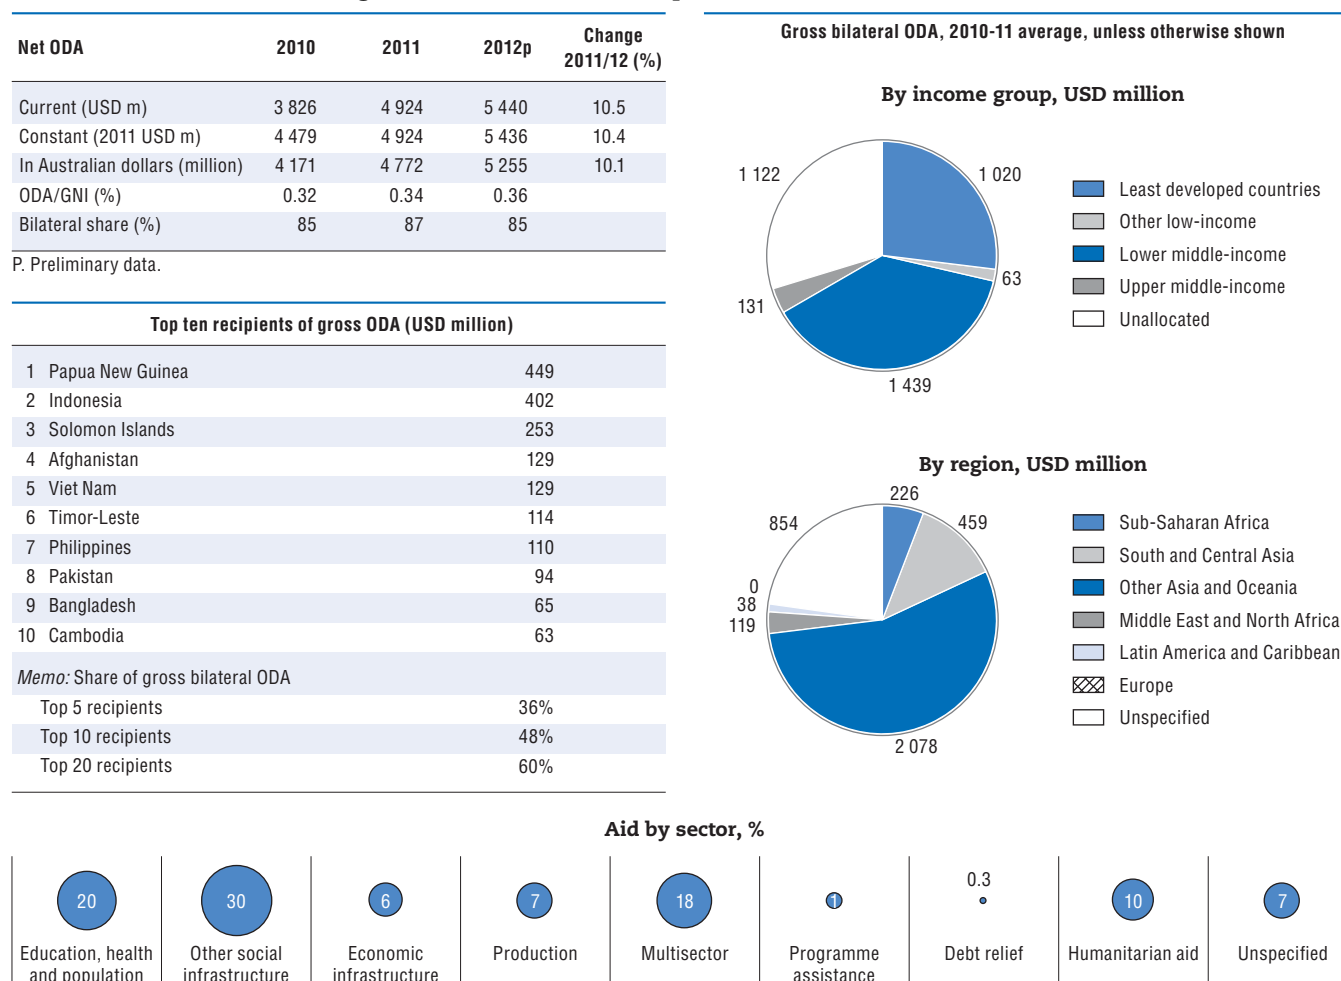 Net ODA 2010 2011 2012p Change 2011/12 (%)
Current (USD m) 3 826 4 924 5 440 10.5
Constant (2011 USD m) 4 479 4 924 5 436 10.4
In Australian dollars (million) 4 171 4 772 5 255 10.1
ODA/GNI (%) 0.32 0.34 0.36
Bilateral share (%) 85 87 85
P. Preliminary data.
Top ten recipients of gross ODA (USD million)
1 Papua New Guinea 449
2 Indonesia 402
3 Solomon Islands 253
4 Afghanistan 129
5 Viet Nam 129
6 Timor-Leste 114
7 Philippines 110
8 Pakistan 94
9 Bangladesh 65
10 Cambodia 63
Memo: Share of gross bilateral ODA
Top 5 recipients 36%
Top 10 recipients 48%
Top 20 recipients 60%
Gross bilateral ODA, 2010-11 average, unless otherwise shown
By income group, USD million
1 122
1 020
63
131
1 439
Least developed countries
Other low-income
Lower middle-income
Upper middle-income
Unallocated
By region, USD million
226
459
854
0
38
119
2 078
Sub-Saharan Africa
South and Central Asia
Other Asia and Oceania
Middle East and North Africa
Latin America and Caribbean
Europe
Unspecified
Aid by sector, %
20 30 6 7 18 1 0.3 10 7
Education, health Other social Economic Production Multisector Programme Debt relief Humanitarian aid Unspecified
and population infrastructure infrastructure assistance